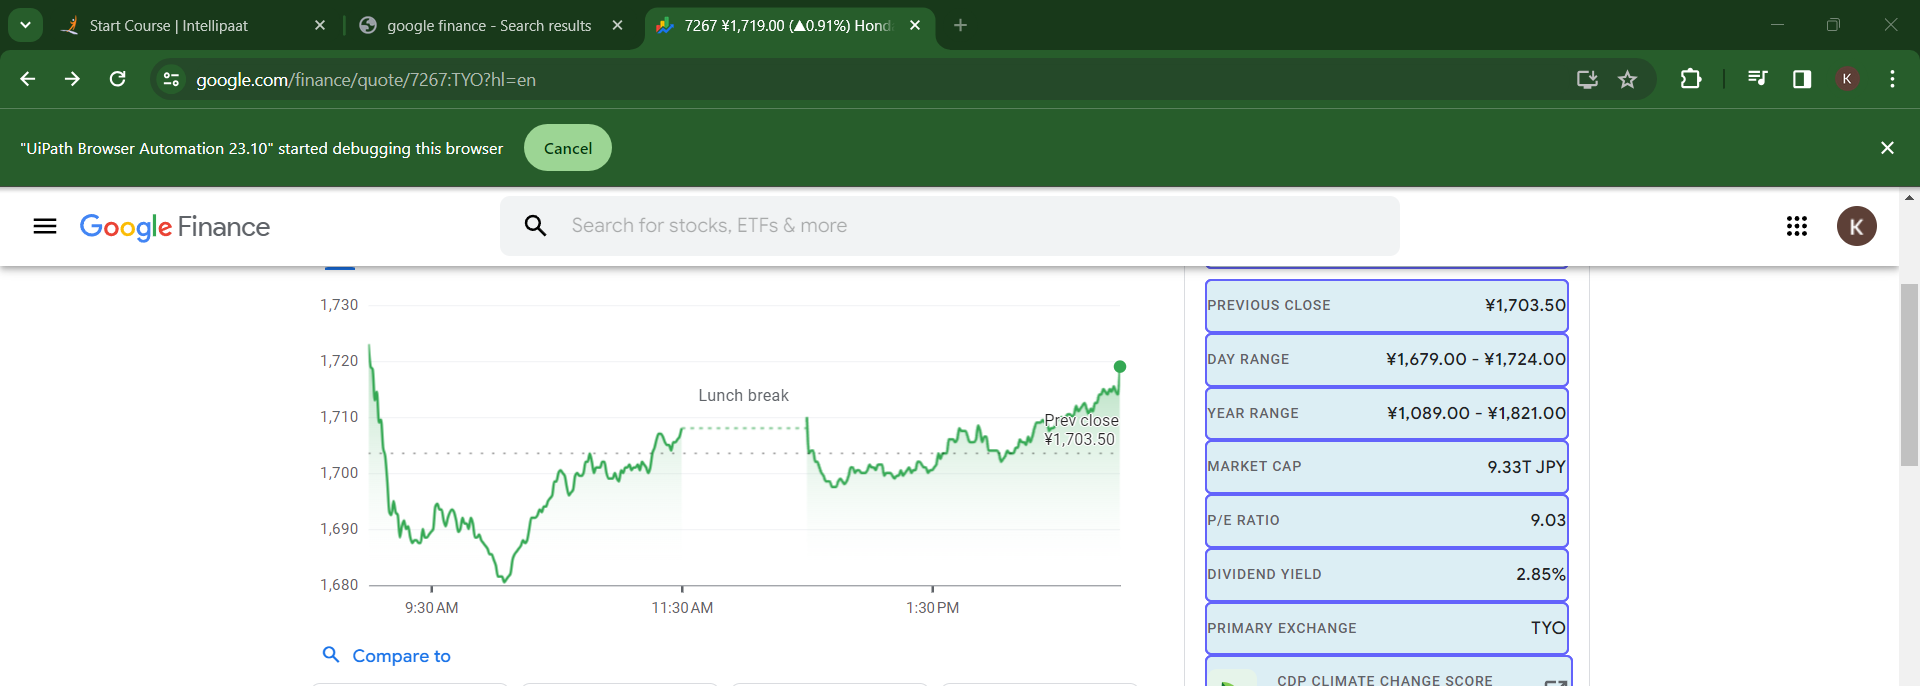 Start Course | Intellipaat
google finance - Search results
7267 ¥1,719.00 (▲0.91%) Hond
google.com/finance/quote/7267:TYO?hl=en
K
"UiPath Browser Automation 23.10" started debugging this browser
Cancel
Google Finance
Search for stocks, ETFs & more
K
1,730
1,720
1,710
1,700
1,690
1,680
Lunch break
Prev close
¥1,703.50
9:30 AM
11:30 AM
1:30 PM
Compare to
PREVIOUS CLOSE ¥1,703.50
DAY RANGE ¥1,679.00 - ¥1,724.00
YEAR RANGE ¥1,089.00 - ¥1,821.00
MARKET CAP 9.33T JPY
P/E RATIO 9.03
DIVIDEND YIELD 2.85%
PRIMARY EXCHANGE TYO
CDP CLIMATE CHANGE SCORE